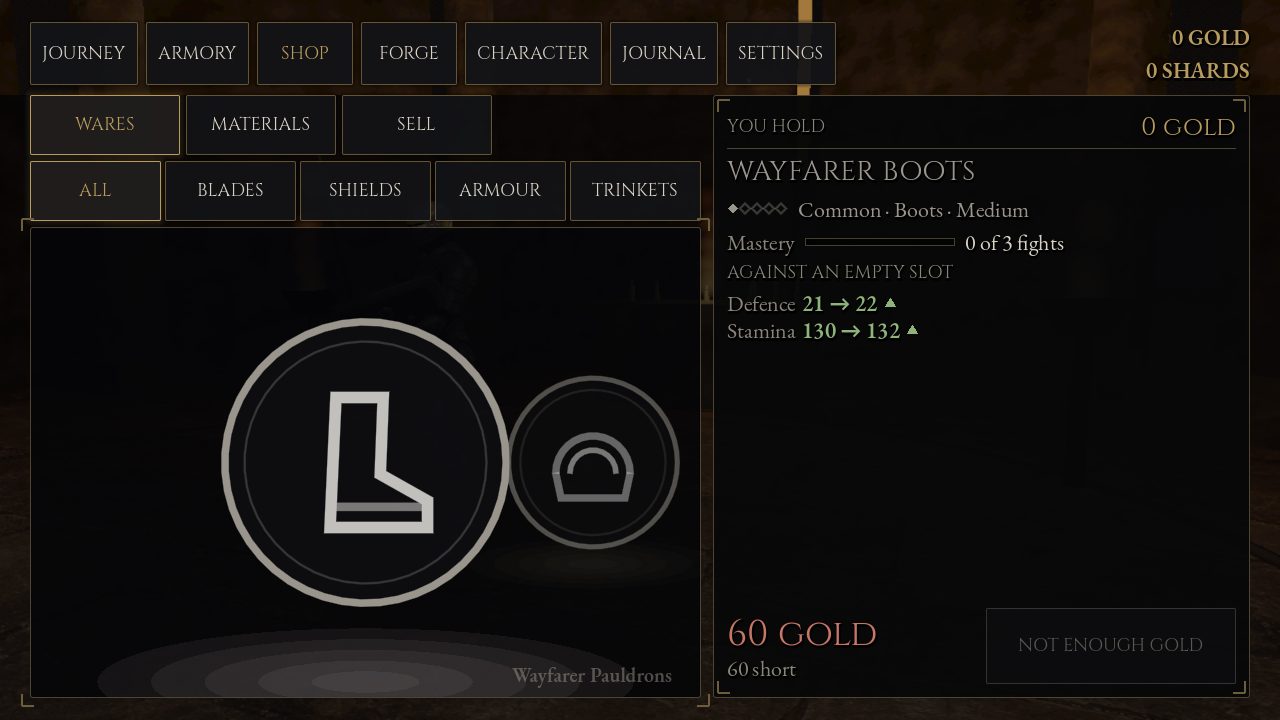 JOURNEY
ARMORY
SHOP
FORGE
CHARACTER
JOURNAL
SETTINGS
0 GOLD
0 SHARDS
WARES
MATERIALS
SELL
ALL
BLADES
SHIELDS
ARMOUR
TRINKETS
Wayfarer Pauldrons
YOU HOLD
0 GOLD
WAYFARER BOOTS
Common · Boots · Medium
Mastery 0 of 3 fights
AGAINST AN EMPTY SLOT
Defence 21 → 22
Stamina 130 → 132
60 GOLD
60 short
NOT ENOUGH GOLD